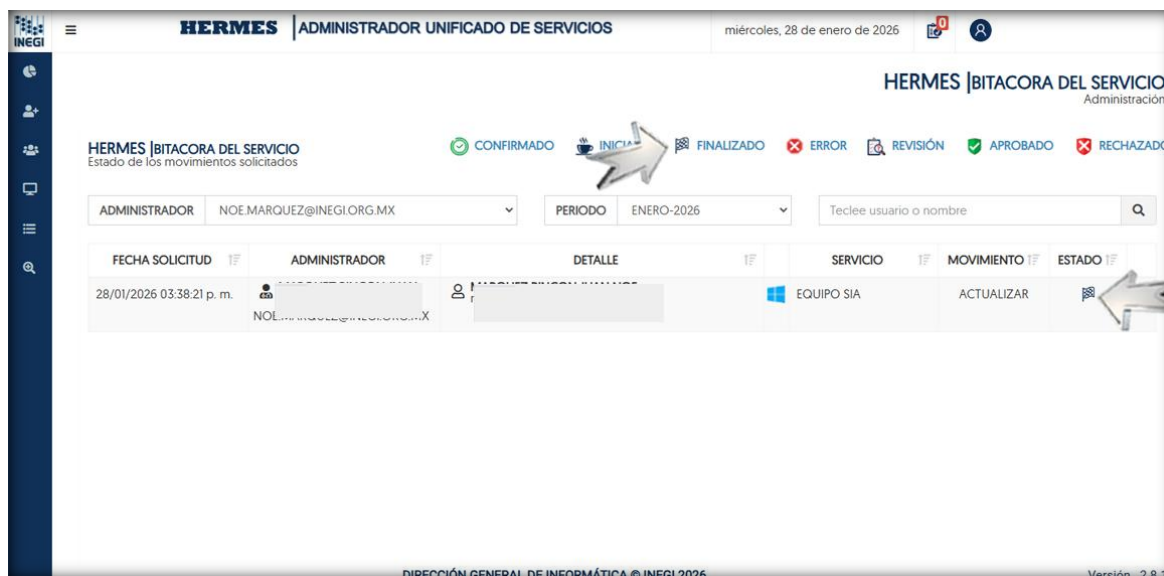 INEGI
HERMES | ADMINISTRADOR UNIFICADO DE SERVICIOS
miércoles, 28 de enero de 2026
0
HERMES |BITACORA DEL SERVICIO
Administración
HERMES |BITACORA DEL SERVICIO
Estado de los movimientos solicitados
CONFIRMADO
FINALIZADO
ERROR
REVISIÓN
APROBADO
RECHAZADO
ADMINISTRADOR NOE.MARQUEZ@INEGI.ORG.MX
PERIODO ENERO-2026
Teclee usuario o nombre
FECHA SOLICITUD ADMINISTRADOR DETALLE SERVICIO MOVIMIENTO ESTADO
28/01/2026 03:38:21 p. m. EQUIPO SIA ACTUALIZAR
DIRECCIÓN GENERAL DE INFORMÁTICA © INEGI 2026